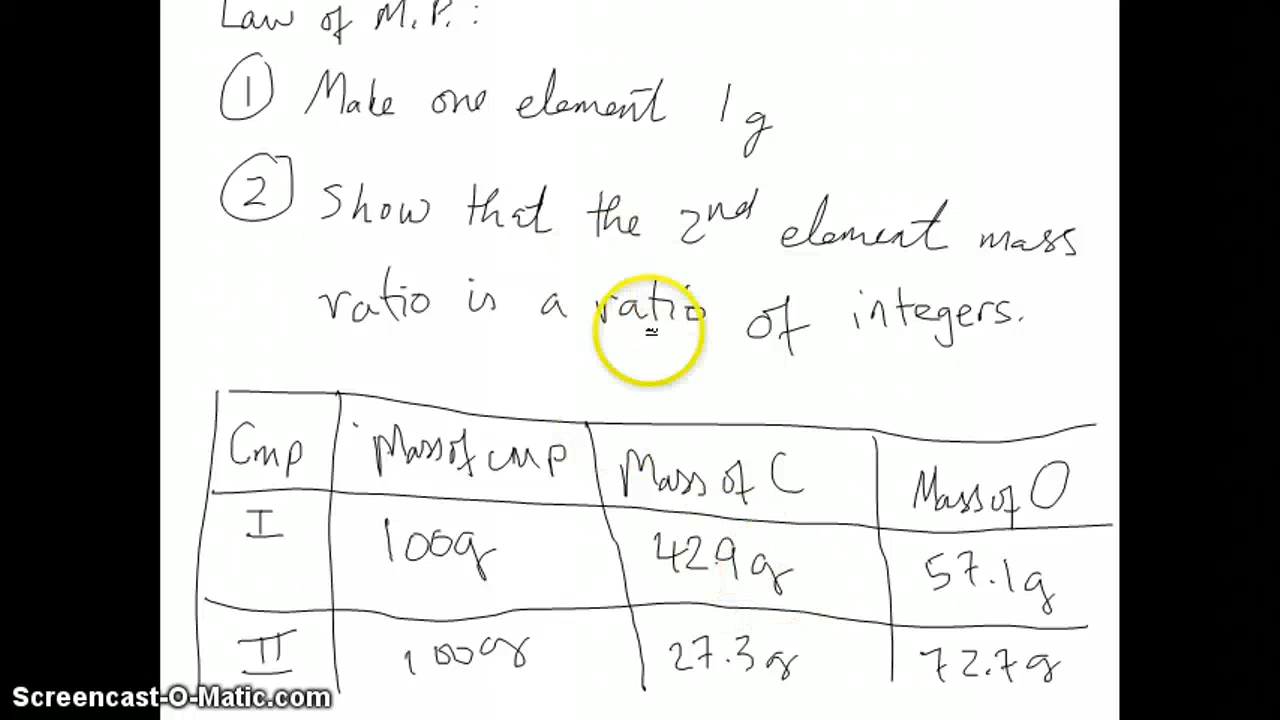 Law of M.P.:
① Make one element 1g
② Show that the 2nd element mass
ratio is a ratio of integers.
Cmp Mass of cmp Mass of C Mass of O
I 100g 42.9g 57.1g
II 100g 27.3g 72.7g
Screencast-O-Matic.com